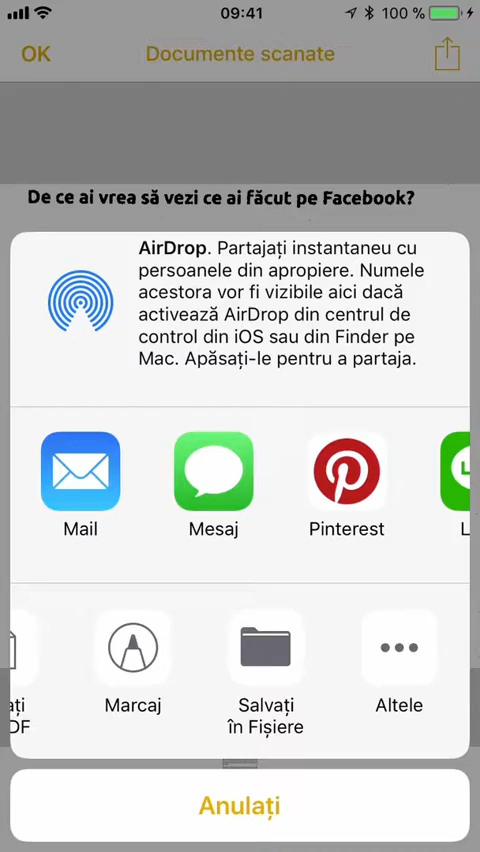 09:41
100 %
OK
Documente scanate
De ce ai vrea să vezi ce ai făcut pe Facebook?
AirDrop. Partajați instantaneu cu
persoanele din apropiere. Numele
acestora vor fi vizibile aici dacă
activează AirDrop din centrul de
control din iOS sau din Finder pe
Mac. Apăsați-le pentru a partaja.
Mail
Mesaj
Pinterest
L
ați
DF
Marcaj
Salvați
în Fișiere
Altele
Anulați